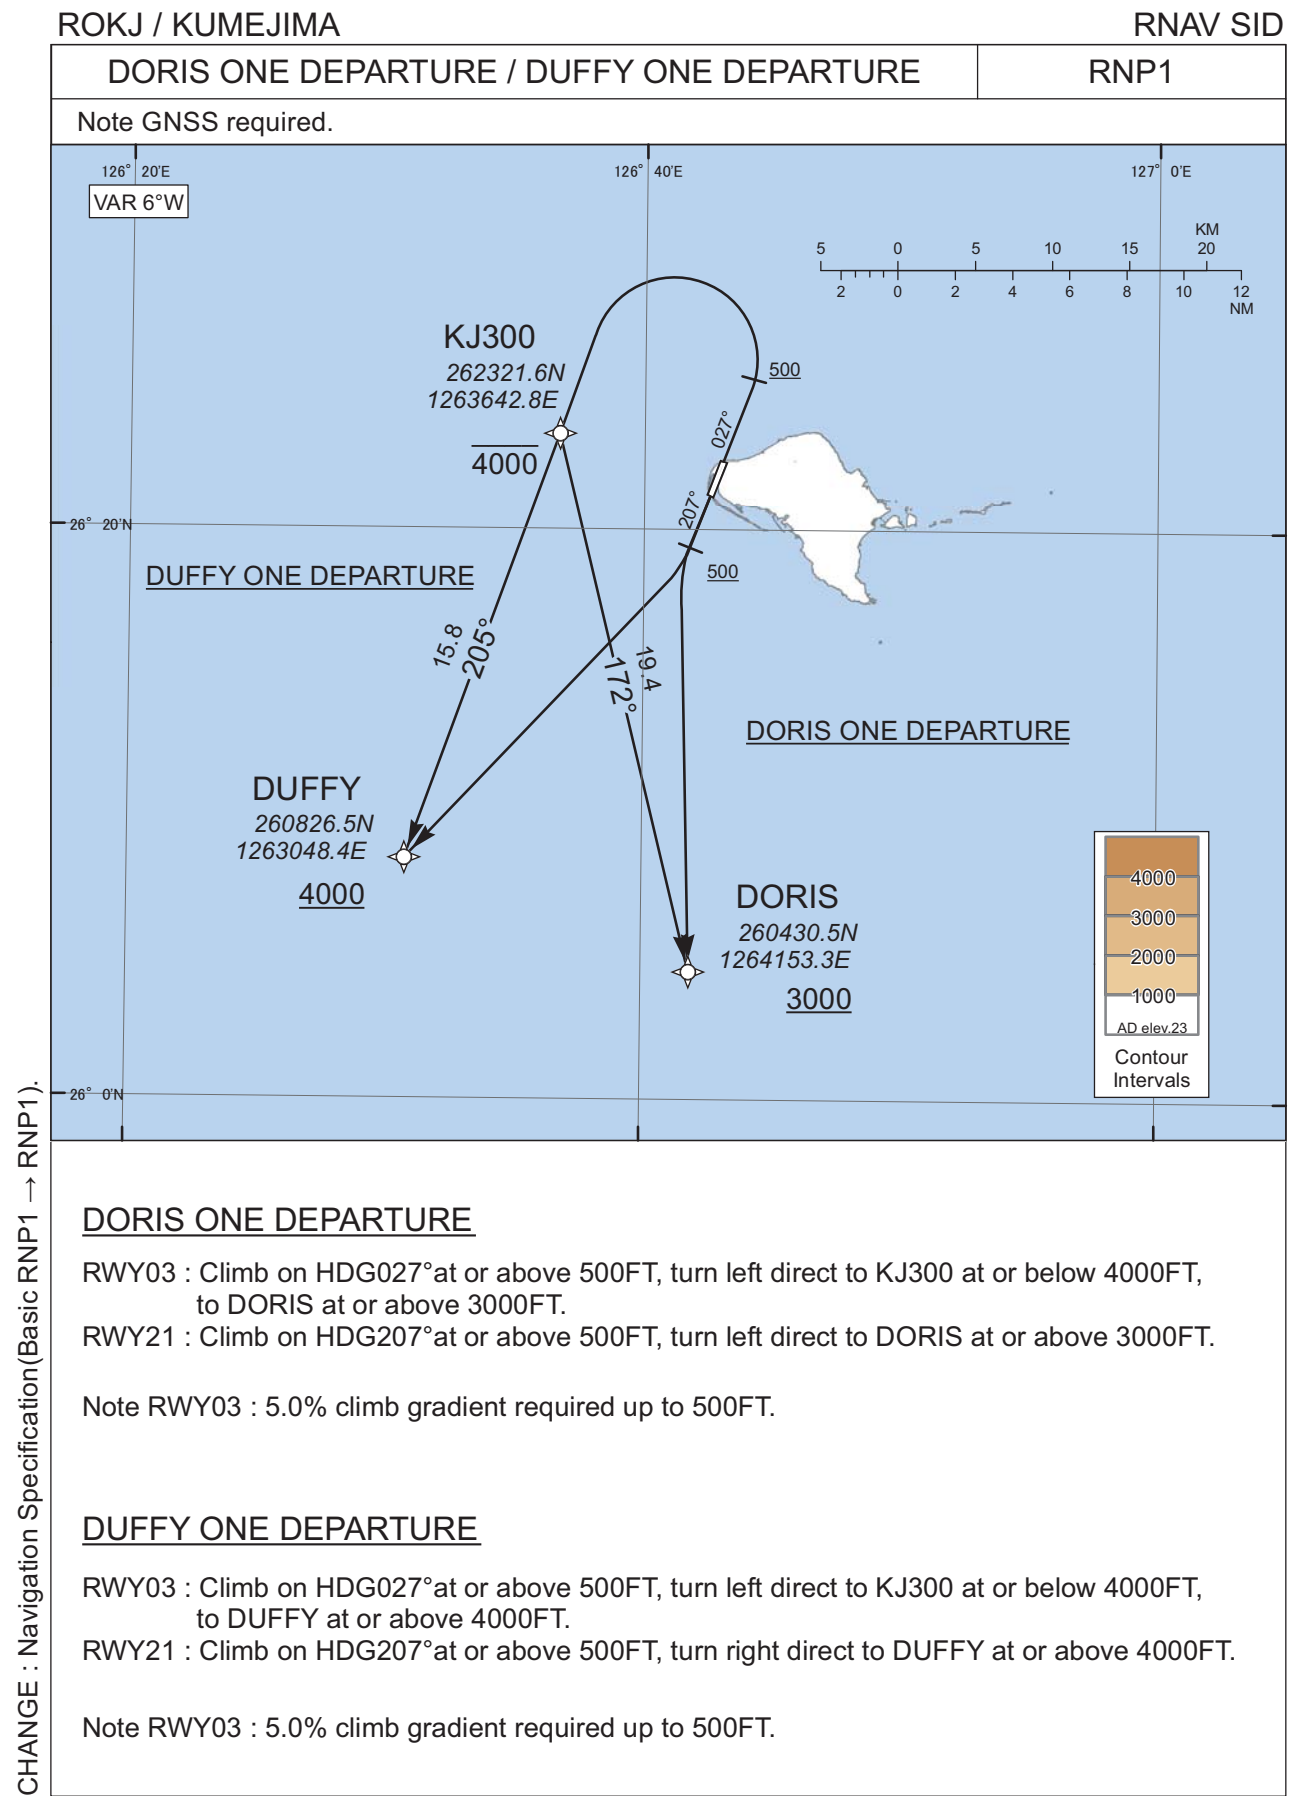 ROKJ / KUMEJIMA
RNAV SID
DORIS ONE DEPARTURE / DUFFY ONE DEPARTURE
RNP1
Note GNSS required.
126° 20'E
126° 40'E
127° 0'E
VAR 6°W
KM
5 0 5 10 15 20
2 0 2 4 6 8 10 12
NM
KJ300
262321.6N
1263642.8E
4000
500
027°
207°
500
26° 20'N
DUFFY ONE DEPARTURE
15.8
205°
19.4
172°
DORIS ONE DEPARTURE
DUFFY
260826.5N
1263048.4E
4000
DORIS
260430.5N
1264153.3E
3000
4000
3000
2000
1000
AD elev.23
Contour
Intervals
26° 0'N
DORIS ONE DEPARTURE
RWY03 : Climb on HDG027°at or above 500FT, turn left direct to KJ300 at or below 4000FT,
to DORIS at or above 3000FT.
RWY21 : Climb on HDG207°at or above 500FT, turn left direct to DORIS at or above 3000FT.
Note RWY03 : 5.0% climb gradient required up to 500FT.
DUFFY ONE DEPARTURE
RWY03 : Climb on HDG027°at or above 500FT, turn left direct to KJ300 at or below 4000FT,
to DUFFY at or above 4000FT.
RWY21 : Climb on HDG207°at or above 500FT, turn right direct to DUFFY at or above 4000FT.
Note RWY03 : 5.0% climb gradient required up to 500FT.
CHANGE : Navigation Specification(Basic RNP1 → RNP1).